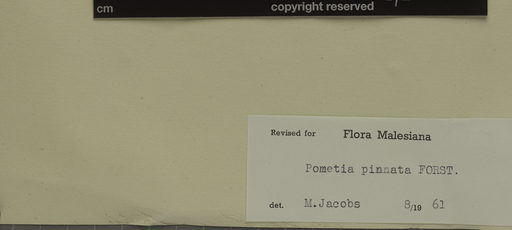 cm
copyright reserved
Revised for Flora Malesiana
Pometia pinnata FORST.
det. M.Jacobs 8/19 61